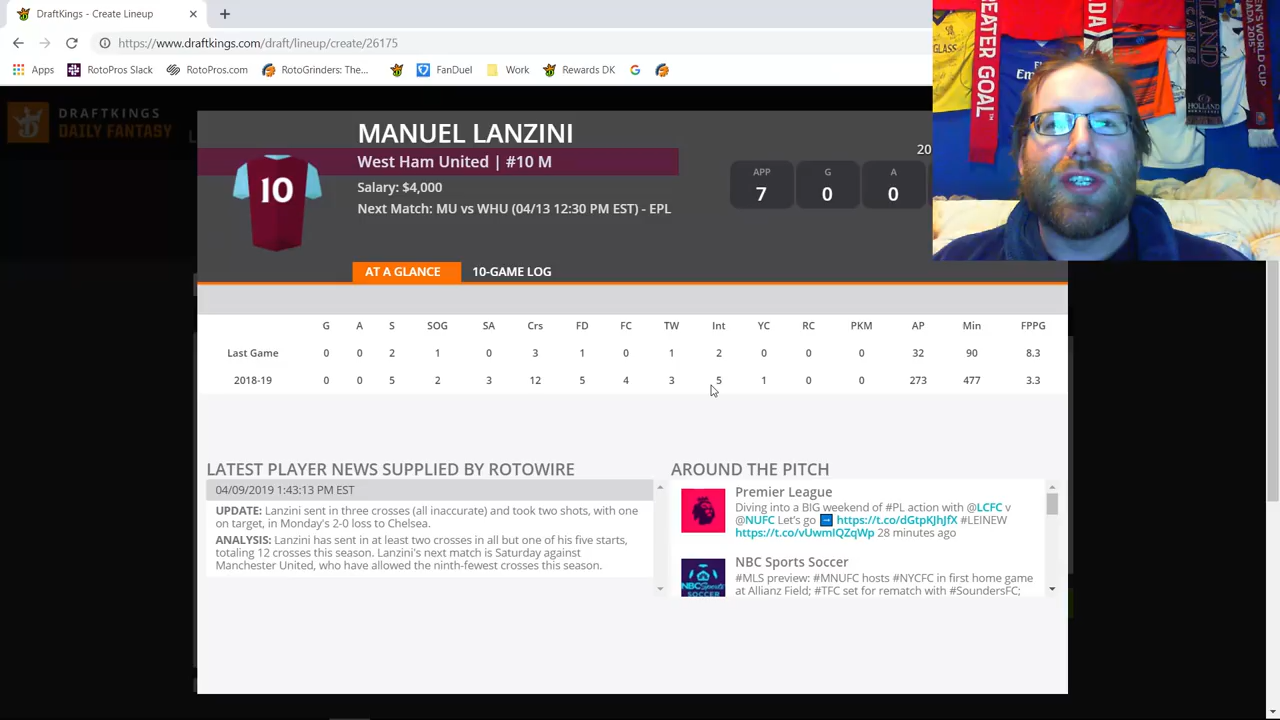 DraftKings - Create Lineup
https://www.draftkings.com/draft/lineup/create/26175
Apps
RotoPros Slack
RotoPros.com
RotoGrinders: The...
FanDuel
Work
Rewards DK
DRAFTKINGS
DAILY FANTASY
MANUEL LANZINI
West Ham United | #10 M
Salary: $4,000
Next Match: MU vs WHU (04/13 12:30 PM EST) - EPL
10
20
APP G A
7 0 0
AT A GLANCE 10-GAME LOG
G A S SOG SA Crs FD FC TW Int YC RC PKM AP Min FPPG
Last Game 0 0 2 1 0 3 1 0 1 2 0 0 0 32 90 8.3
2018-19 0 0 5 2 3 12 5 4 3 5 1 0 0 273 477 3.3
LATEST PLAYER NEWS SUPPLIED BY ROTOWIRE
04/09/2019 1:43:13 PM EST
UPDATE: Lanzini sent in three crosses (all inaccurate) and took two shots, with one
on target, in Monday's 2-0 loss to Chelsea.
ANALYSIS: Lanzini has sent in at least two crosses in all but one of his five starts,
totaling 12 crosses this season. Lanzini's next match is Saturday against
Manchester United, who have allowed the ninth-fewest crosses this season.
AROUND THE PITCH
Premier League
Diving into a BIG weekend of #PL action with @LCFC v
@NUFC Let's go https://t.co/dGtpKJhJfX #LEINEW
https://t.co/vUwmIQZqWp 28 minutes ago
NBC Sports Soccer
#MLS preview: #MNUFC hosts #NYCFC in first home game
at Allianz Field; #TFC set for rematch with #SoundersFC;
EATER GOAL
HOLLAND
WORLD CUP
2015